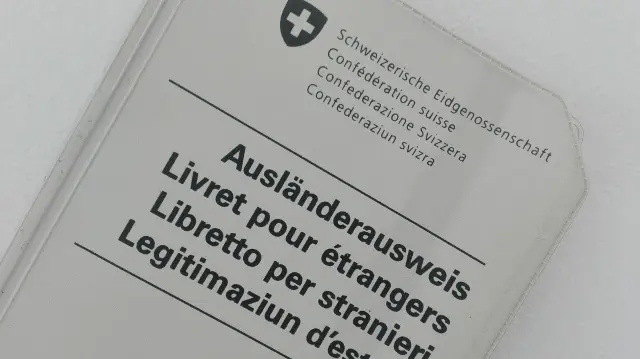 Schweizerische Eidgenossenschaft
Confédération suisse
Confederazione Svizzera
Confederaziun svizra
Ausländerausweis
Livret pour étrangers
Libretto per stranieri
Legitimaziun